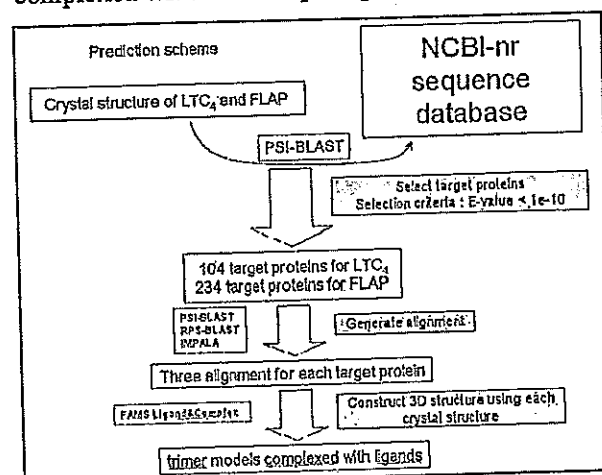 Prediction scheme
NCBI-nr
sequence
database
Crystal structure of LTC4 and FLAP
PSI-BLAST
Select target proteins
Selection criteria : E-value < 1e-10
104 target proteins for LTC4
234 target proteins for FLAP
PSI-BLAST
RPS-BLAST
IMPALA
Generate alignment
Three alignment for each target protein
FAMS Ligand&Complex
Construct 3D structure using each
crystal structure
trimer models complexed with ligands